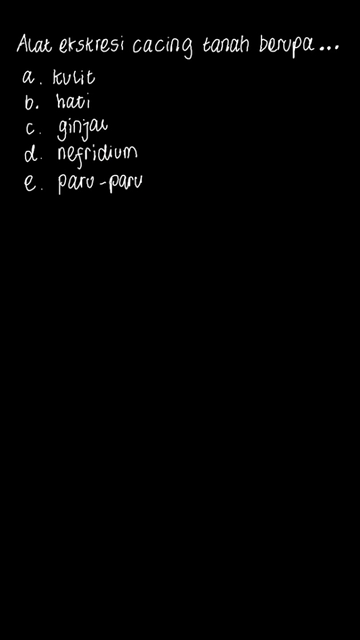 Alat ekskresi cacing tanah berupa...
a. kulit
b. hati
c. ginjal
d. nefridium
e. paru-paru